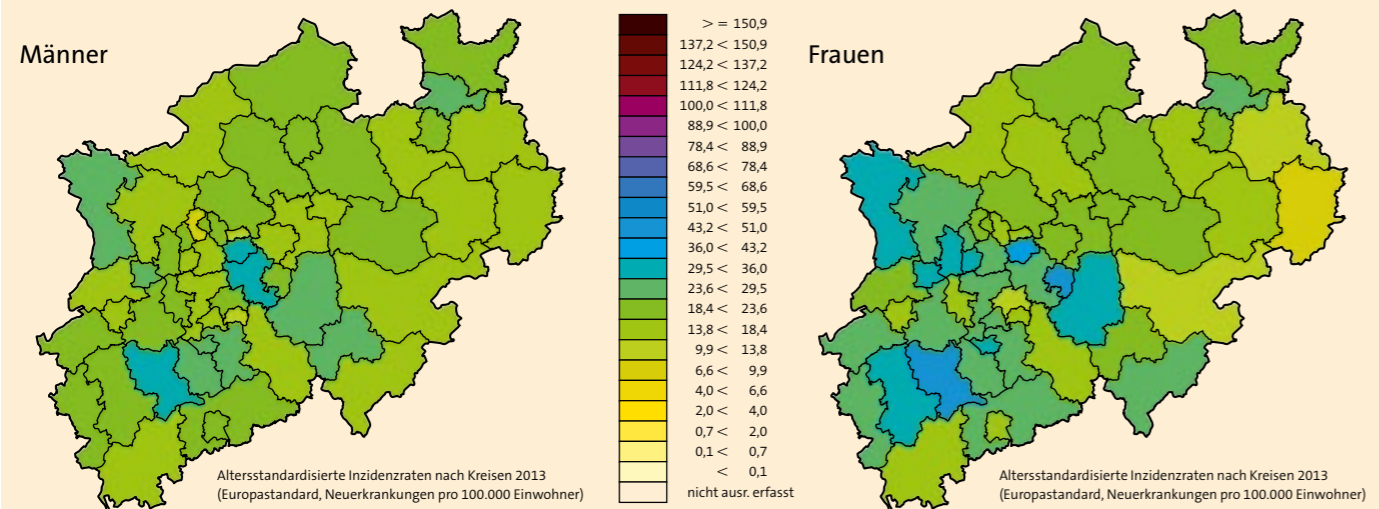 Männer
> = 150,9
137,2 < 150,9
124,2 < 137,2
111,8 < 124,2
100,0 < 111,8
88,9 < 100,0
78,4 < 88,9
68,6 < 78,4
59,5 < 68,6
51,0 < 59,5
43,2 < 51,0
36,0 < 43,2
29,5 < 36,0
23,6 < 29,5
18,4 < 23,6
13,8 < 18,4
9,9 < 13,8
6,6 < 9,9
4,0 < 6,6
2,0 < 4,0
0,7 < 2,0
0,1 < 0,7
< 0,1
nicht ausr. erfasst
Frauen
Altersstandardisierte Inzidenzraten nach Kreisen 2013
(Europastandard, Neuerkrankungen pro 100.000 Einwohner)
Altersstandardisierte Inzidenzraten nach Kreisen 2013
(Europastandard, Neuerkrankungen pro 100.000 Einwohner)